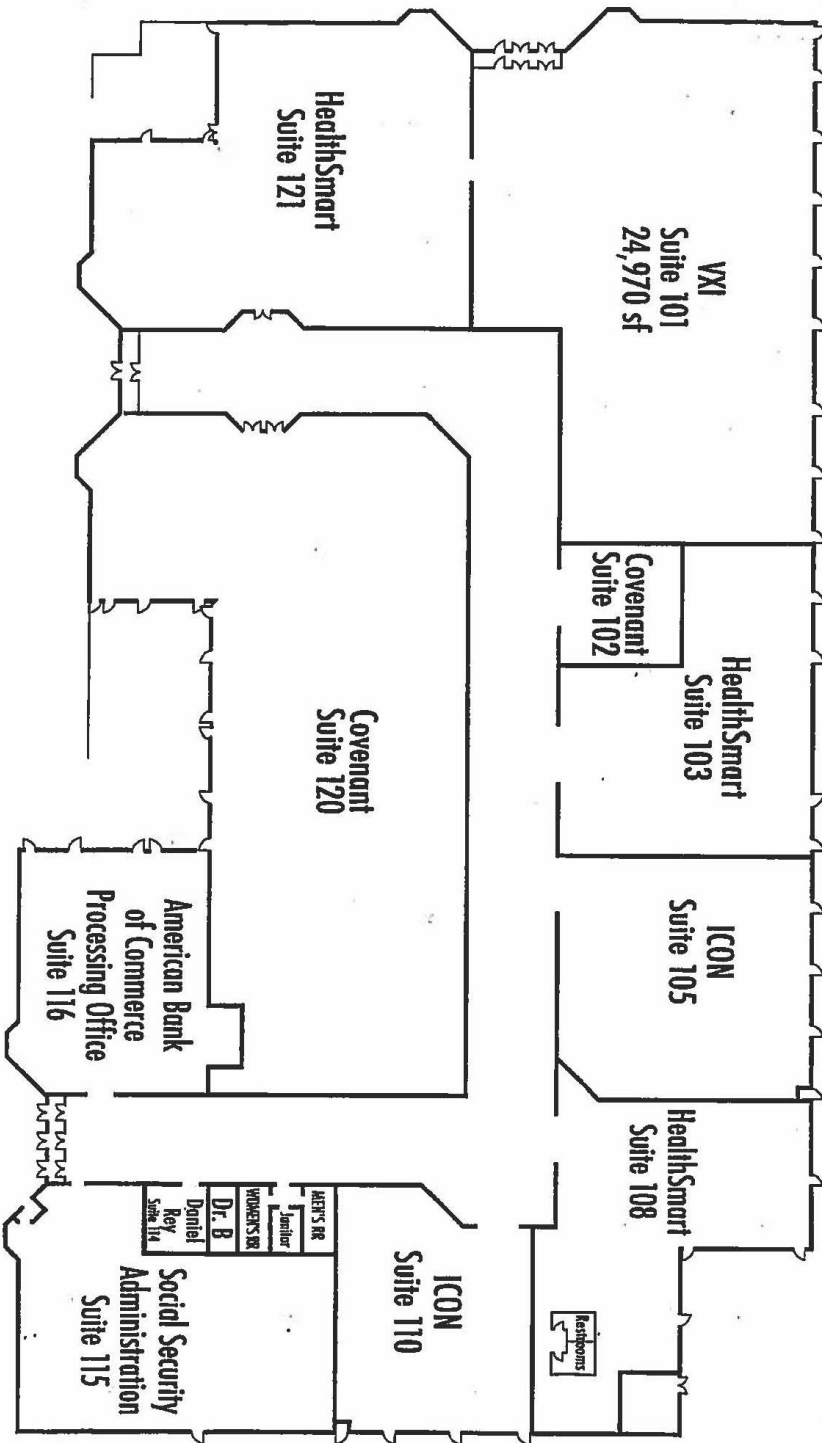 VXI
Suite 101
24,970 sf
HealthSmart
Suite 121
Covenant
Suite 102
HealthSmart
Suite 103
ICON
Suite 105
HealthSmart
Suite 108
Restrooms
Covenant
Suite 120
ICON
Suite 110
MEN'S RR
Janitor
WOMEN'S RR
Dr. B
Daniel
Rey
Suite 114
Social Security
Administration
Suite 115
American Bank
of Commerce
Processing Office
Suite 116